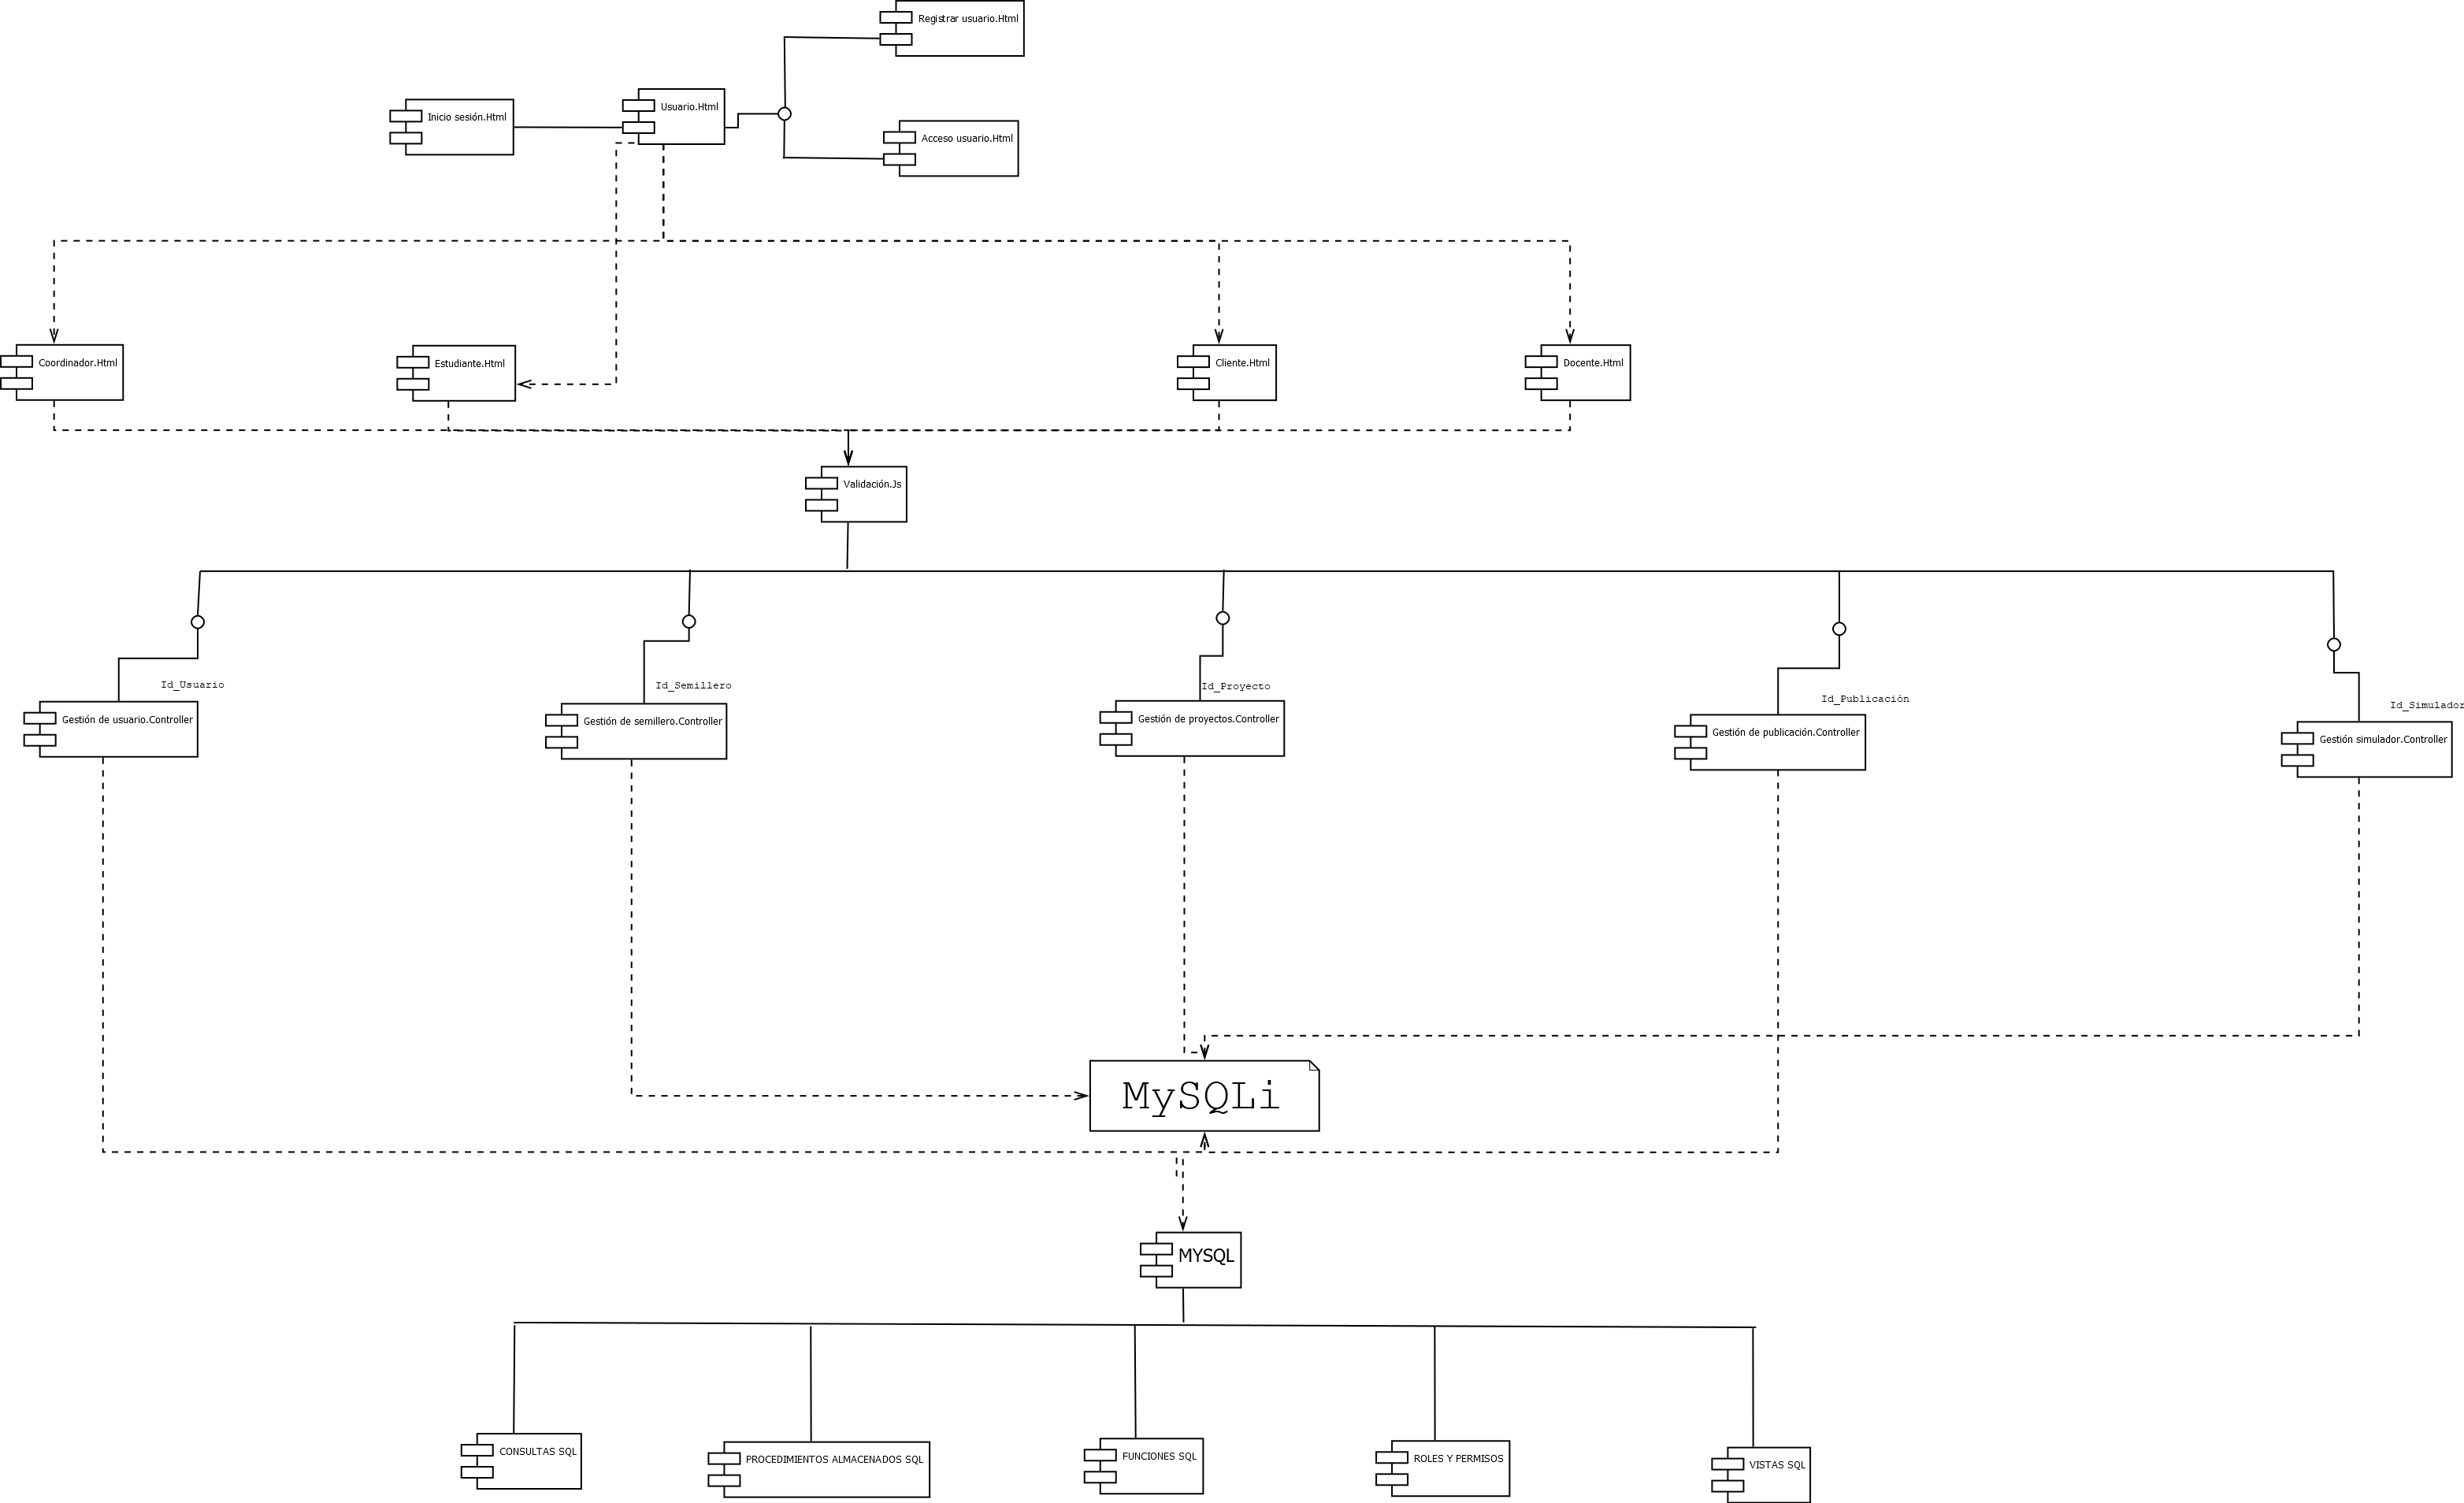 Registrar usuario.Html
Usuario.Html
Inicio sesión.Html
Acceso usuario.Html
Coordinador.Html
Estudiante.Html
Cliente.Html
Docente.Html
Validación.Js
Id_Usuario
Id_Semillero
Id_Proyecto
Id_Publicación
Id_Simulador
Gestión de usuario.Controller
Gestión de semillero.Controller
Gestión de proyectos.Controller
Gestión de publicación.Controller
Gestión simulador.Controller
MySQLi
MYSQL
CONSULTAS SQL
PROCEDIMIENTOS ALMACENADOS SQL
FUNCIONES SQL
ROLES Y PERMISOS
VISTAS SQL